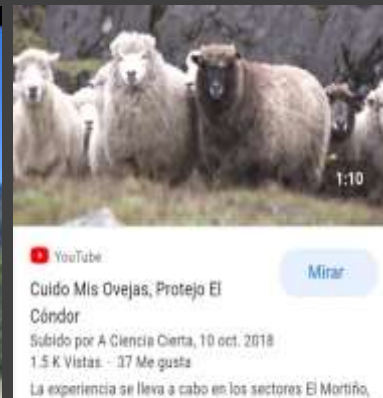 1:10
YouTube
Mirar
Cuido Mis Ovejas, Protejo El
Cóndor
Subido por A Ciencia Cierta, 10 oct. 2018
1.5 K Vistas · 37 Me gusta
La experiencia se lleva a cabo en los sectores El Mortiño,